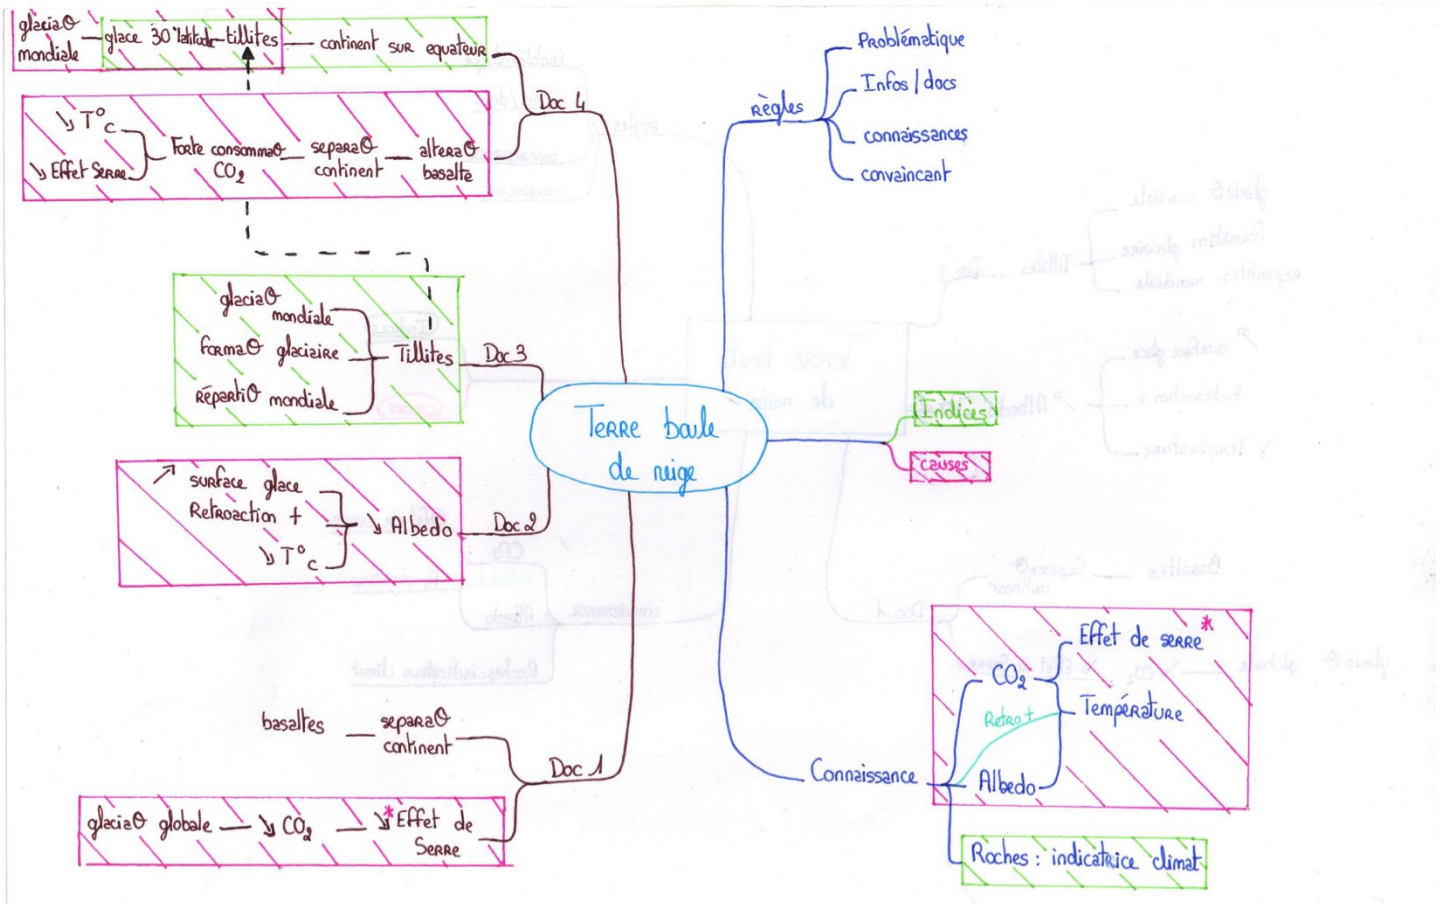 glaciaθ
mondiale
glace 30° latitude – tillites
continent sur equateur
Doc 4
↘ T°C
↘ Effet Serre
Forte consommaθ
CO2
separaθ
continent
alteraθ
basalte
glaciaθ
mondiale
formaθ glaciaire
Répartiθ mondiale
Tillites
Doc 3
↗ surface glace
Retroaction +
↘ T°C
↘ Albedo
Doc 2
basaltes
separaθ
continent
Doc 1
glaciaθ globale
↘ CO2
↘* Effet de
Serre
Terre boule
de neige
Règles
Problématique
Infos / docs
connaissances
convaincant
Indices
causes
Connaissance
CO2
Effet de serre *
Retro +
Température
Albedo
Roches : indicatrice climat